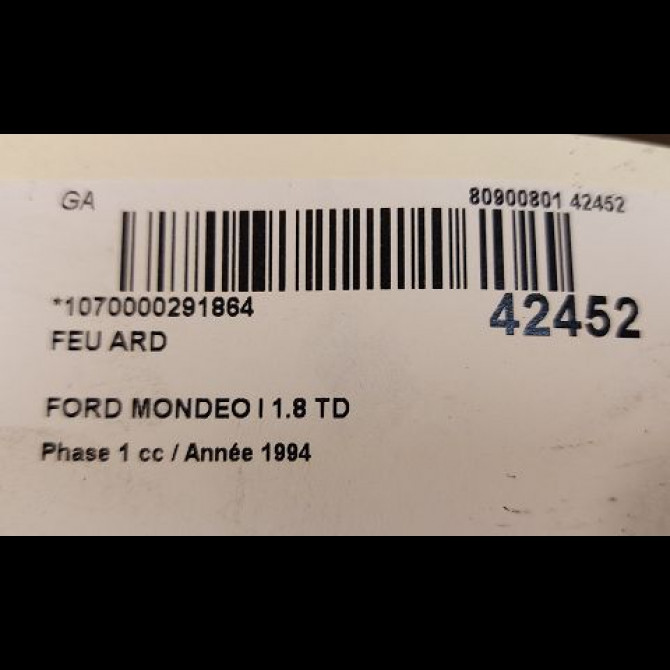 GA 80900801 42452
*1070000291864 42452
FEU ARD
FORD MONDEO I 1.8 TD
Phase 1 cc / Année 1994